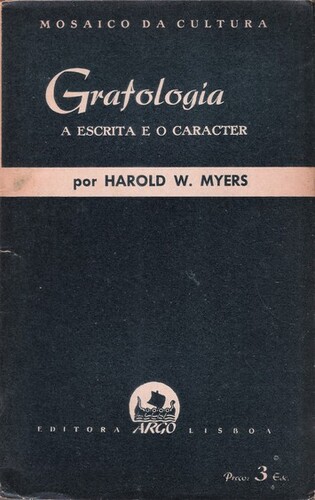 MOSAICO DA CULTURA
Grafologia
A ESCRITA E O CARACTER
por HAROLD W. MYERS
EDITORA ARGO LISBOA
Preço: 3 Esc.